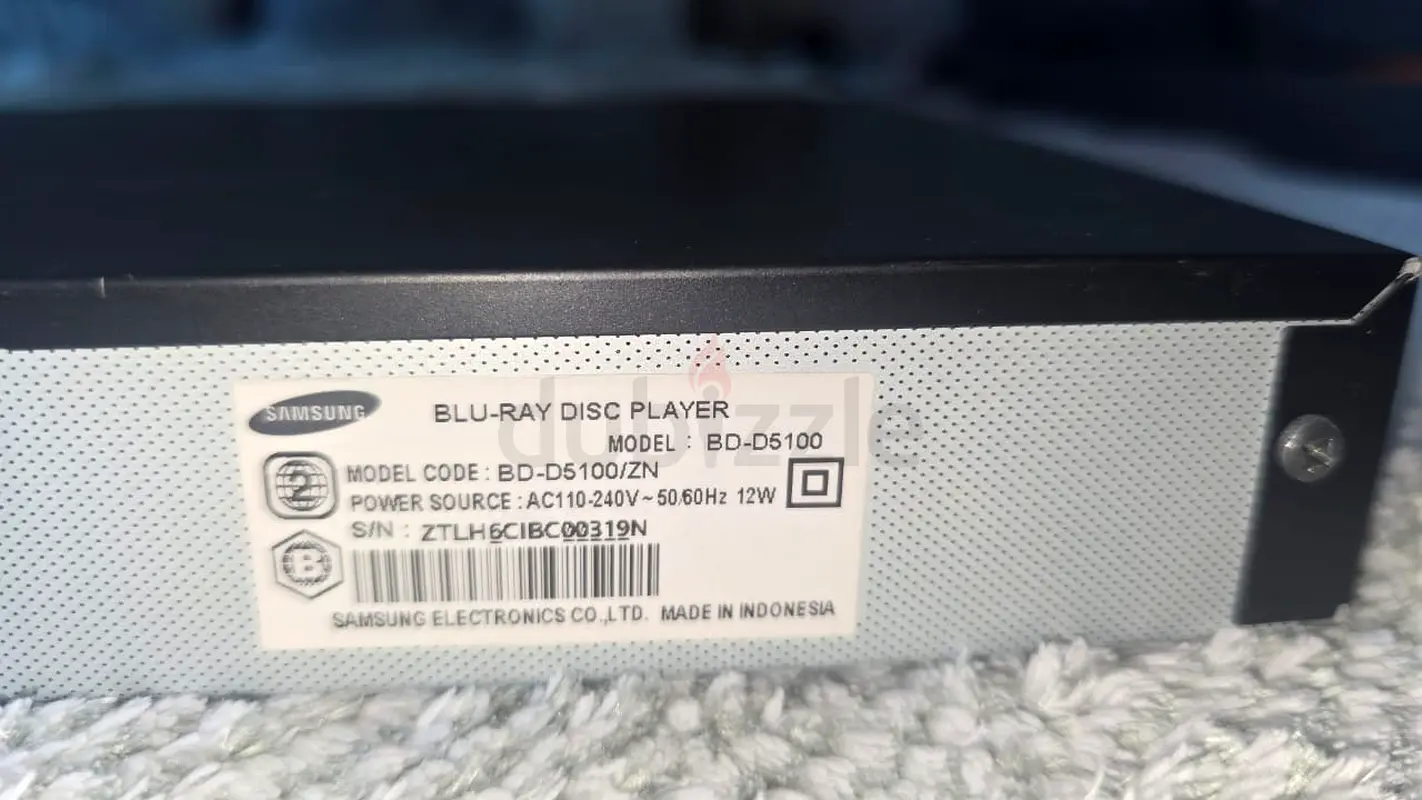 SAMSUNG
BLU-RAY DISC PLAYER
MODEL : BD-D5100
2
MODEL CODE : BD-D5100/ZN
POWER SOURCE : AC110-240V ~ 50/60Hz 12W
S/N : ZTLH6CIBC00319N
B
SAMSUNG ELECTRONICS CO.,LTD. MADE IN INDONESIA
dubizzle